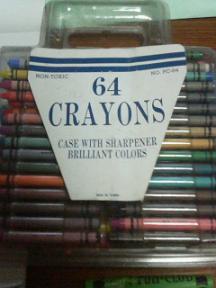 NON-TOXIC NO. PC-64
64
CRAYONS
CASE WITH SHARPENER
BRILLIANT COLORS